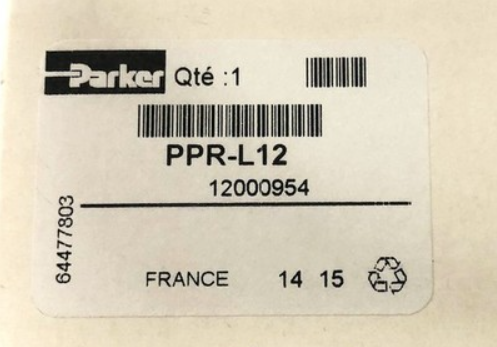 Parker Qté :1
PPR-L12
12000954
64477803
FRANCE 14 15